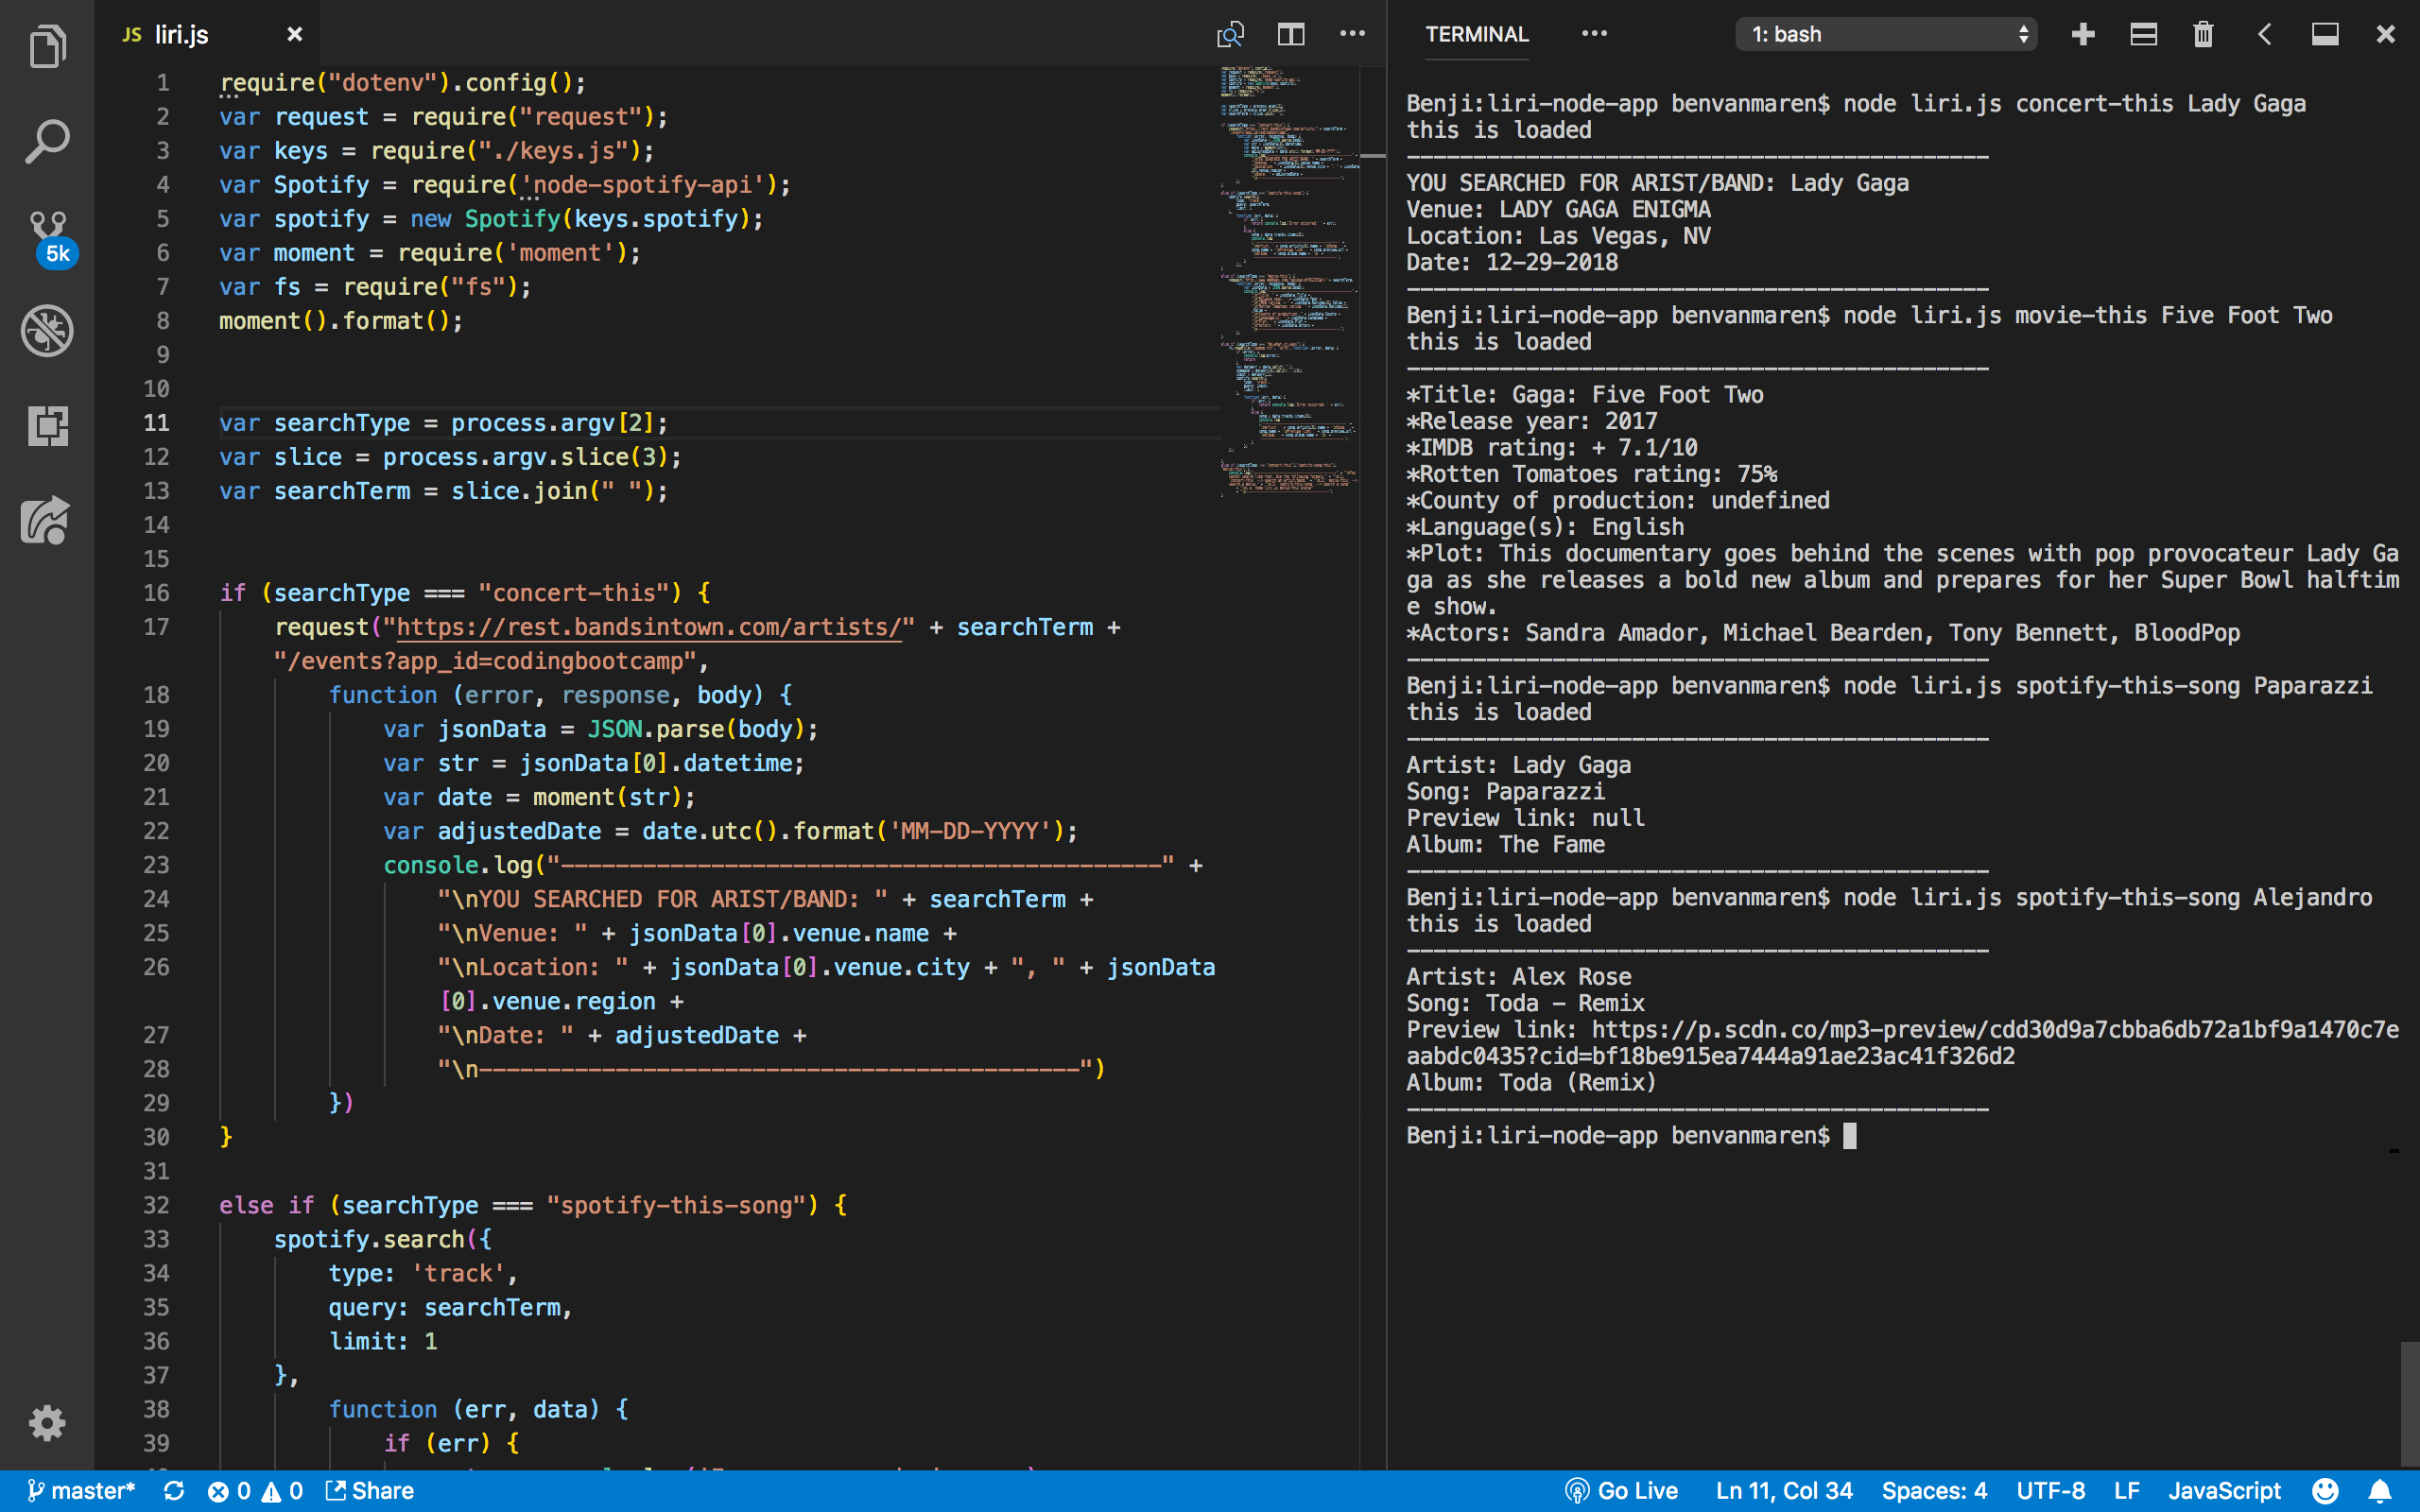 JS liri.js
5k
1 require("dotenv").config();
2 var request = require("request");
3 var keys = require("./keys.js");
4 var Spotify = require('node-spotify-api');
5 var spotify = new Spotify(keys.spotify);
6 var moment = require('moment');
7 var fs = require("fs");
8 moment().format();
9
10
11 var searchType = process.argv[2];
12 var slice = process.argv.slice(3);
13 var searchTerm = slice.join(" ");
14
15
16 if (searchType === "concert-this") {
17 request("https://rest.bandsintown.com/artists/" + searchTerm +
"/events?app_id=codingbootcamp",
18 function (error, response, body) {
19 var jsonData = JSON.parse(body);
20 var str = jsonData[0].datetime;
21 var date = moment(str);
22 var adjustedDate = date.utc().format('MM-DD-YYYY');
23 console.log("--------------------------------------------" +
24 "\nYOU SEARCHED FOR ARIST/BAND: " + searchTerm +
25 "\nVenue: " + jsonData[0].venue.name +
26 "\nLocation: " + jsonData[0].venue.city + ", " + jsonData
[0].venue.region +
27 "\nDate: " + adjustedDate +
28 "\n--------------------------------------------")
29 })
30 }
31
32 else if (searchType === "spotify-this-song") {
33 spotify.search({
34 type: 'track',
35 query: searchTerm,
36 limit: 1
37 },
38 function (err, data) {
39 if (err) {
TERMINAL
1: bash
Benji:liri-node-app benvanmaren$ node liri.js concert-this Lady Gaga
this is loaded
--------------------------------------------
YOU SEARCHED FOR ARIST/BAND: Lady Gaga
Venue: LADY GAGA ENIGMA
Location: Las Vegas, NV
Date: 12-29-2018
--------------------------------------------
Benji:liri-node-app benvanmaren$ node liri.js movie-this Five Foot Two
this is loaded
--------------------------------------------
*Title: Gaga: Five Foot Two
*Release year: 2017
*IMDB rating: + 7.1/10
*Rotten Tomatoes rating: 75%
*County of production: undefined
*Language(s): English
*Plot: This documentary goes behind the scenes with pop provocateur Lady Ga
ga as she releases a bold new album and prepares for her Super Bowl halftim
e show.
*Actors: Sandra Amador, Michael Bearden, Tony Bennett, BloodPop
--------------------------------------------
Benji:liri-node-app benvanmaren$ node liri.js spotify-this-song Paparazzi
this is loaded
--------------------------------------------
Artist: Lady Gaga
Song: Paparazzi
Preview link: null
Album: The Fame
--------------------------------------------
Benji:liri-node-app benvanmaren$ node liri.js spotify-this-song Alejandro
this is loaded
--------------------------------------------
Artist: Alex Rose
Song: Toda - Remix
Preview link: https://p.scdn.co/mp3-preview/cdd30d9a7cbba6db72a1bf9a1470c7e
aabdc0435?cid=bf18be915ea7444a91ae23ac41f326d2
Album: Toda (Remix)
--------------------------------------------
Benji:liri-node-app benvanmaren$
master* 0 0 Share Go Live Ln 11, Col 34 Spaces: 4 UTF-8 LF JavaScript